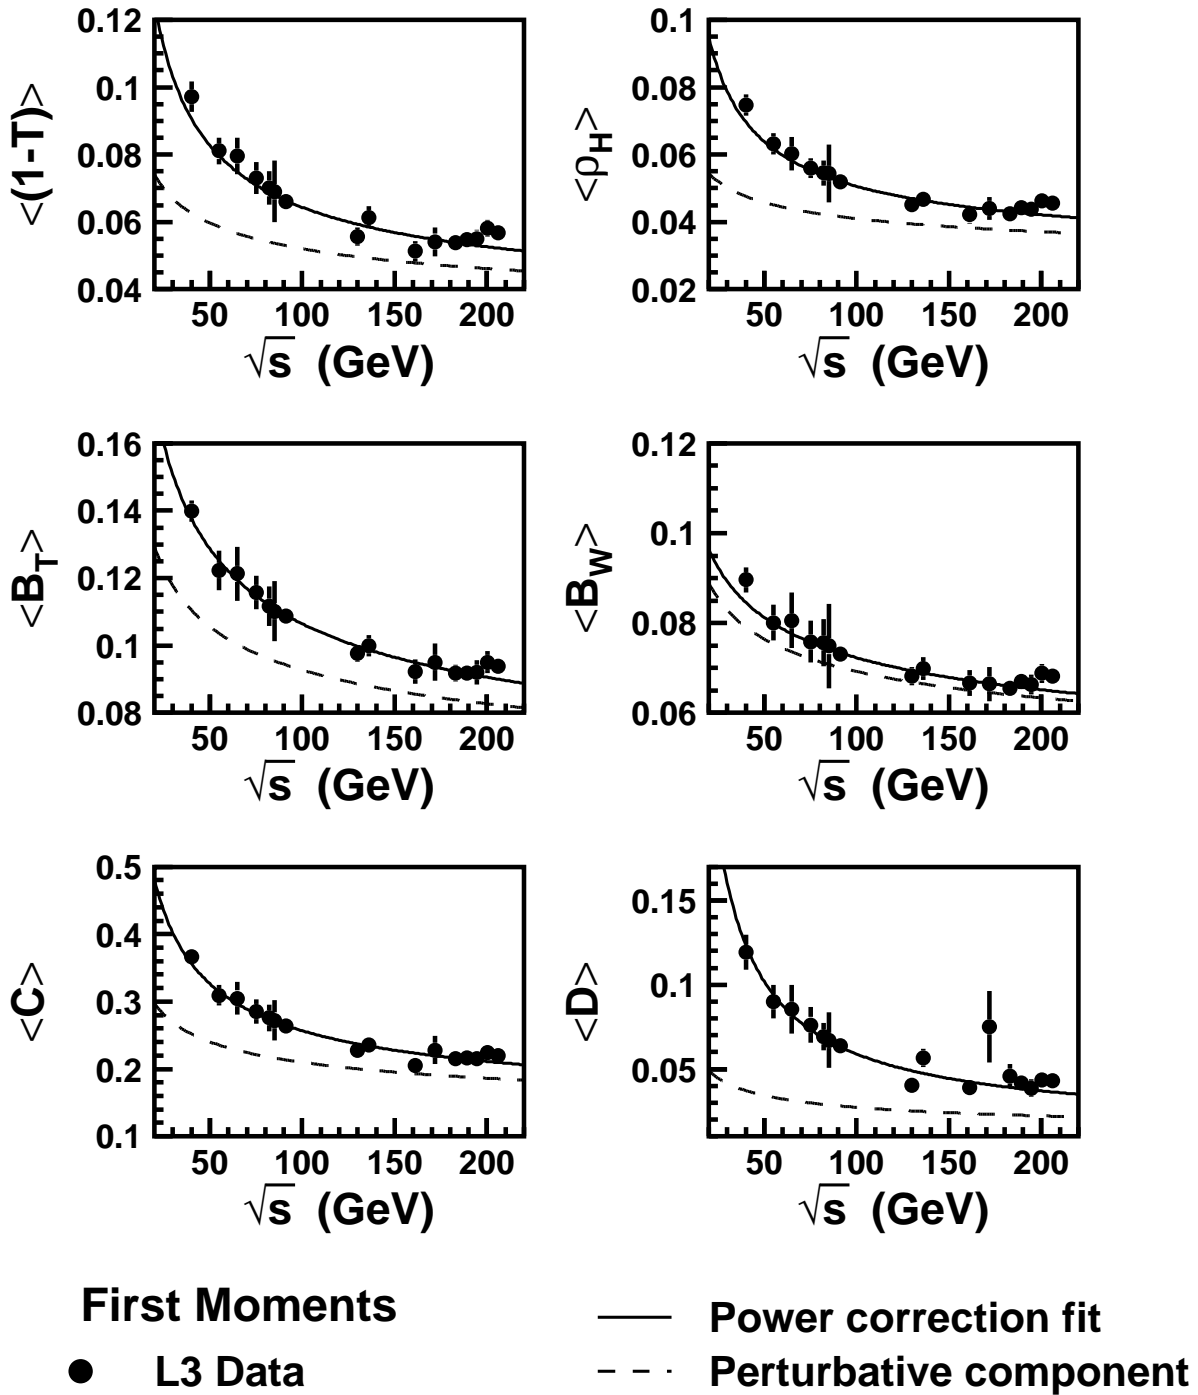 0.12
0.1
0.08
0.06
0.04
<(1-T)>
50 100 150 200
√s (GeV)
0.1
0.08
0.06
0.04
0.02
<ρH>
50 100 150 200
√s (GeV)
0.16
0.14
0.12
0.1
0.08
<BT>
50 100 150 200
√s (GeV)
0.12
0.1
0.08
0.06
<BW>
50 100 150 200
√s (GeV)
0.5
0.4
0.3
0.2
0.1
<C>
50 100 150 200
√s (GeV)
0.15
0.1
0.05
<D>
50 100 150 200
√s (GeV)
First Moments
L3 Data
Power correction fit
Perturbative component